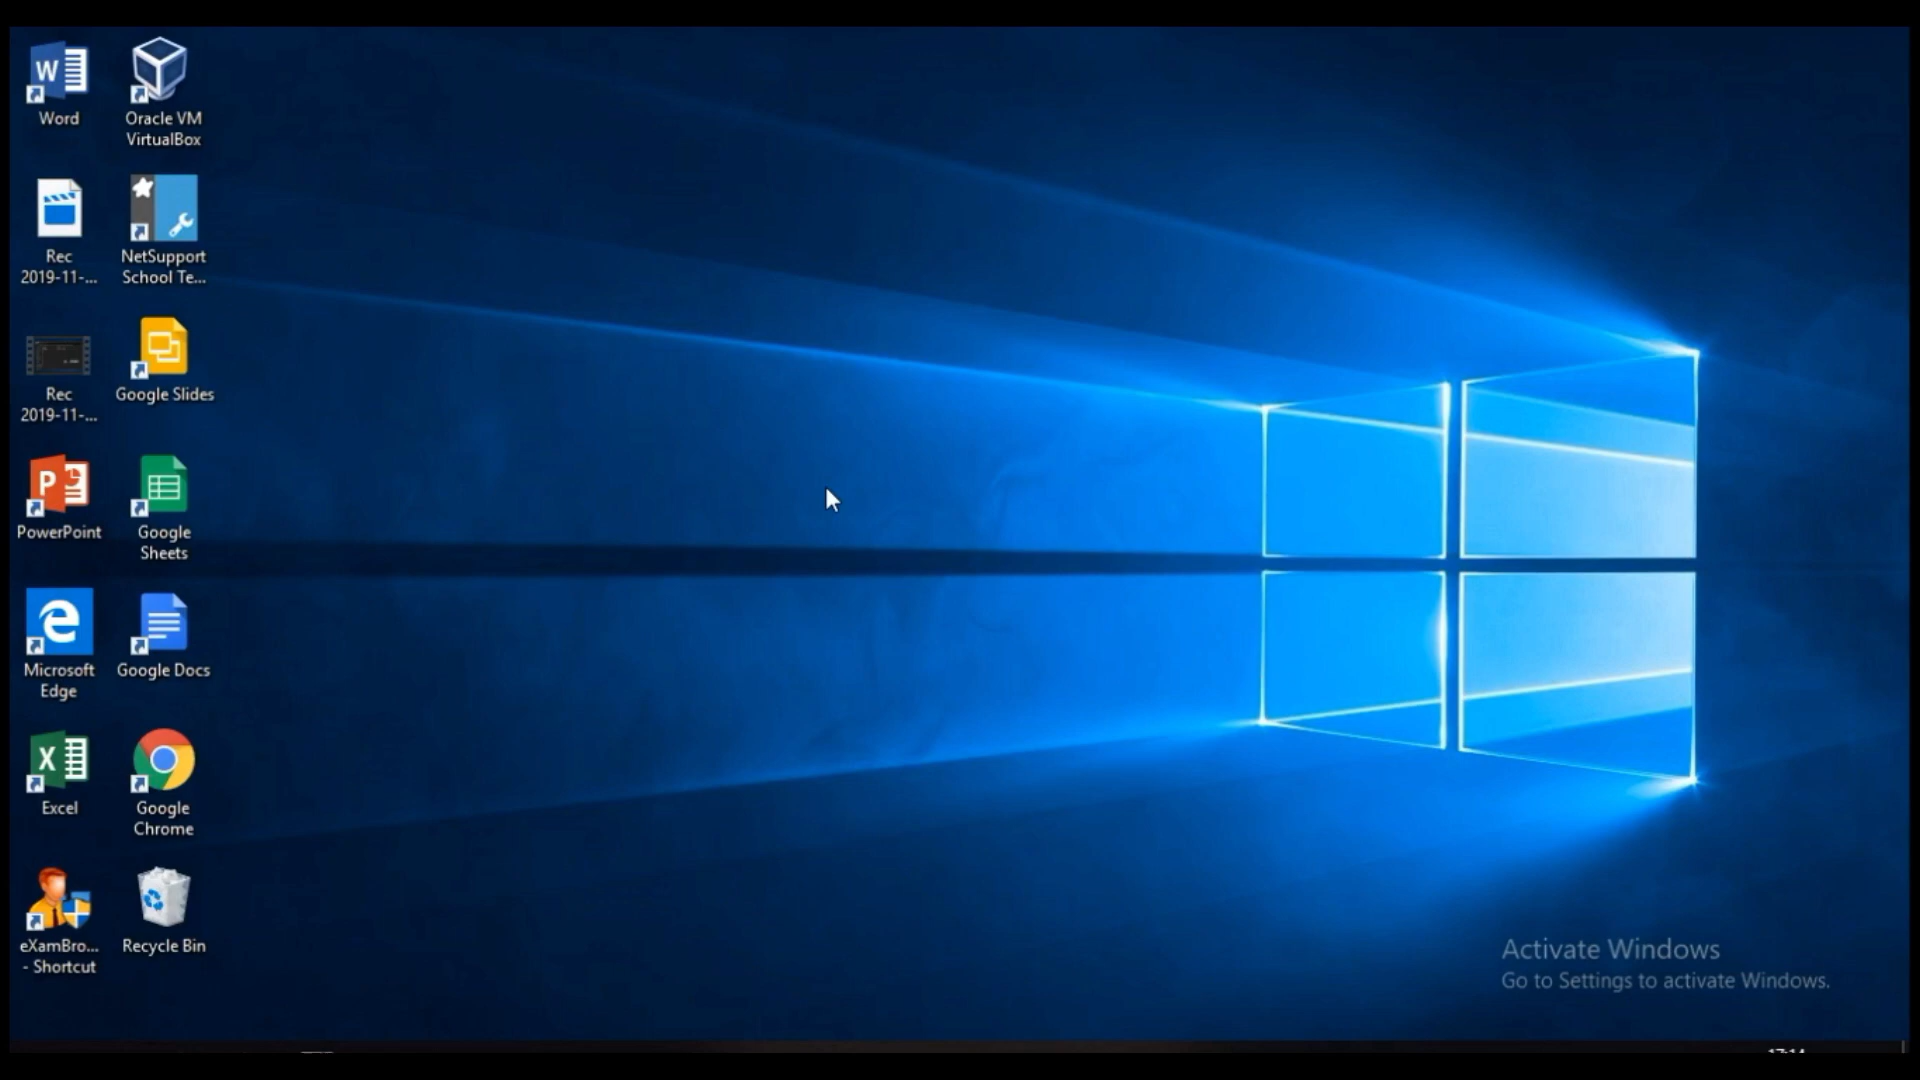 Word
Oracle VM
VirtualBox
Rec
2019-11-...
NetSupport
School Te...
Rec
2019-11-...
Google Slides
PowerPoint
Google
Sheets
Microsoft
Edge
Google Docs
Excel
Google
Chrome
eXamBro...
- Shortcut
Recycle Bin
Activate Windows
Go to Settings to activate Windows.